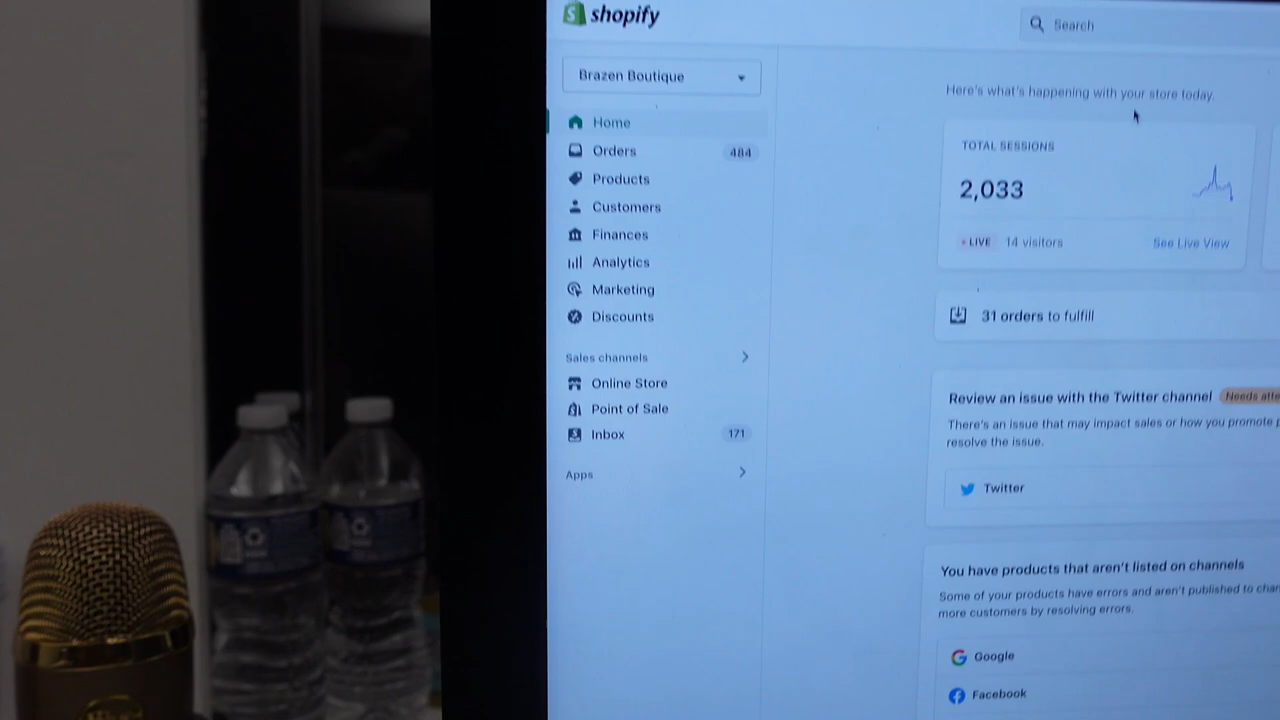 shopify
Search
Brazen Boutique
Home
Orders 484
Products
Customers
Finances
Analytics
Marketing
Discounts
Sales channels
Online Store
Point of Sale
Inbox 171
Apps
Here's what's happening with your store today.
TOTAL SESSIONS
2,033
LIVE 14 visitors See Live View
31 orders to fulfill
Review an issue with the Twitter channel Needs atte
There's an issue that may impact sales or how you promote p
resolve the issue.
Twitter
You have products that aren't listed on channels
Some of your products have errors and aren't published to cha
more customers by resolving errors.
Google
Facebook